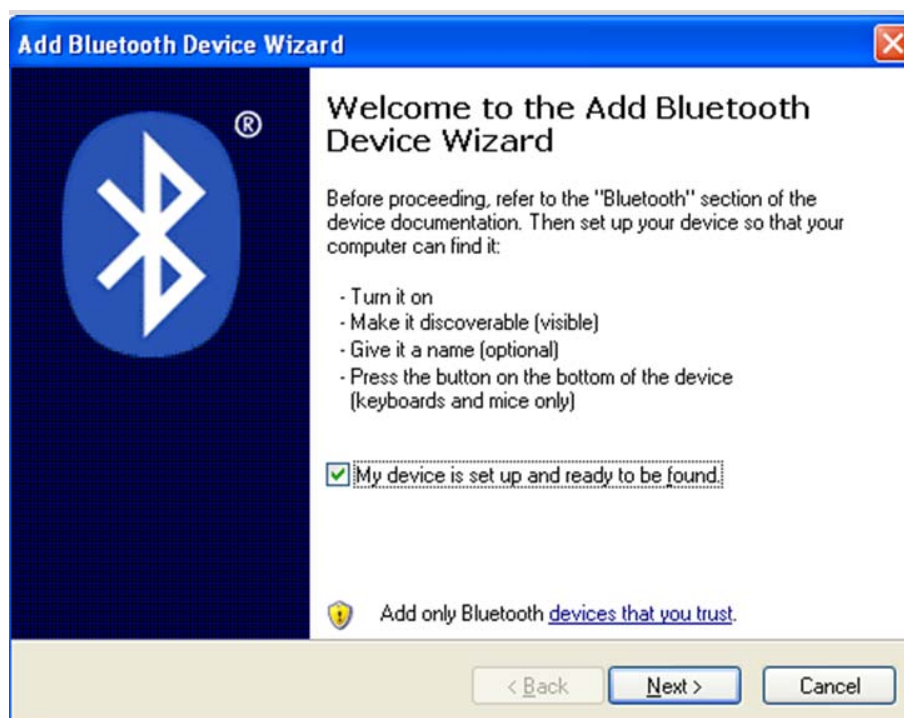 Add Bluetooth Device Wizard
®
Welcome to the Add Bluetooth
Device Wizard
Before proceeding, refer to the "Bluetooth" section of the
device documentation. Then set up your device so that your
computer can find it:
- Turn it on
- Make it discoverable (visible)
- Give it a name (optional)
- Press the button on the bottom of the device
(keyboards and mice only)
My device is set up and ready to be found.
Add only Bluetooth devices that you trust.
< Back Next > Cancel